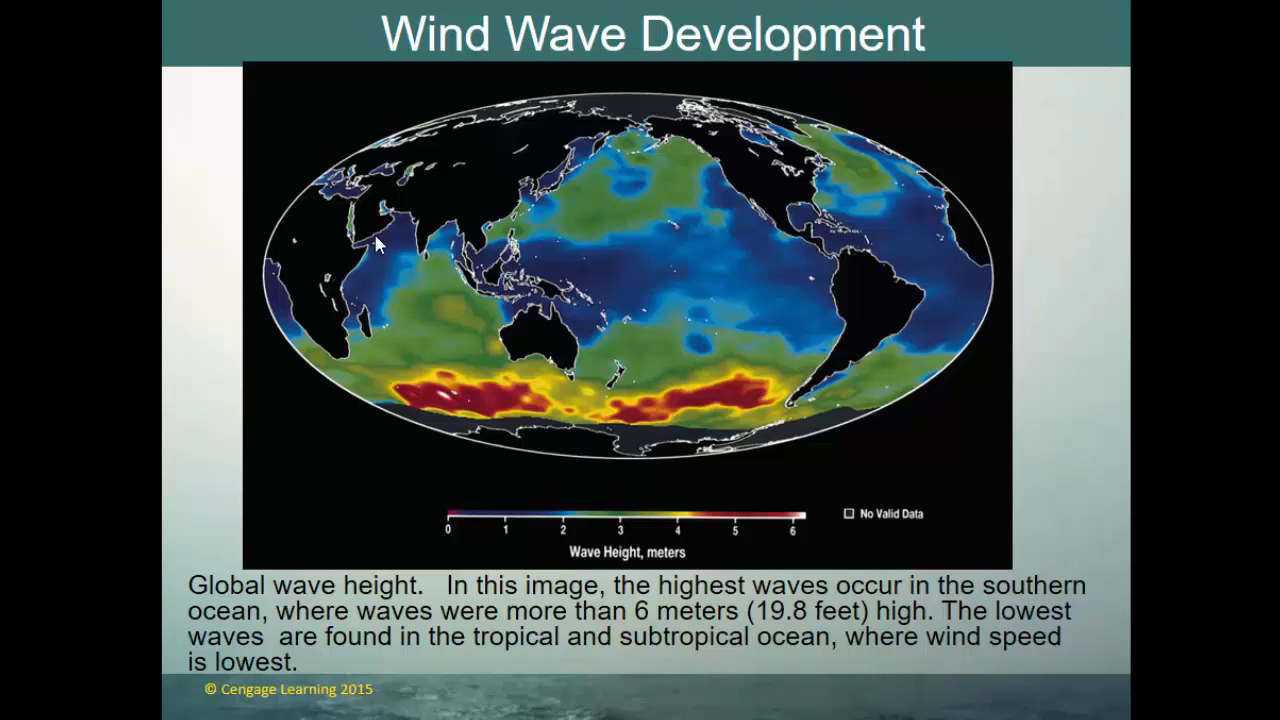 Wind Wave Development
0 1 2 3 4 5 6
No Valid Data
Wave Height, meters
Global wave height. In this image, the highest waves occur in the southern
ocean, where waves were more than 6 meters (19.8 feet) high. The lowest
waves are found in the tropical and subtropical ocean, where wind speed
is lowest.
© Cengage Learning 2015